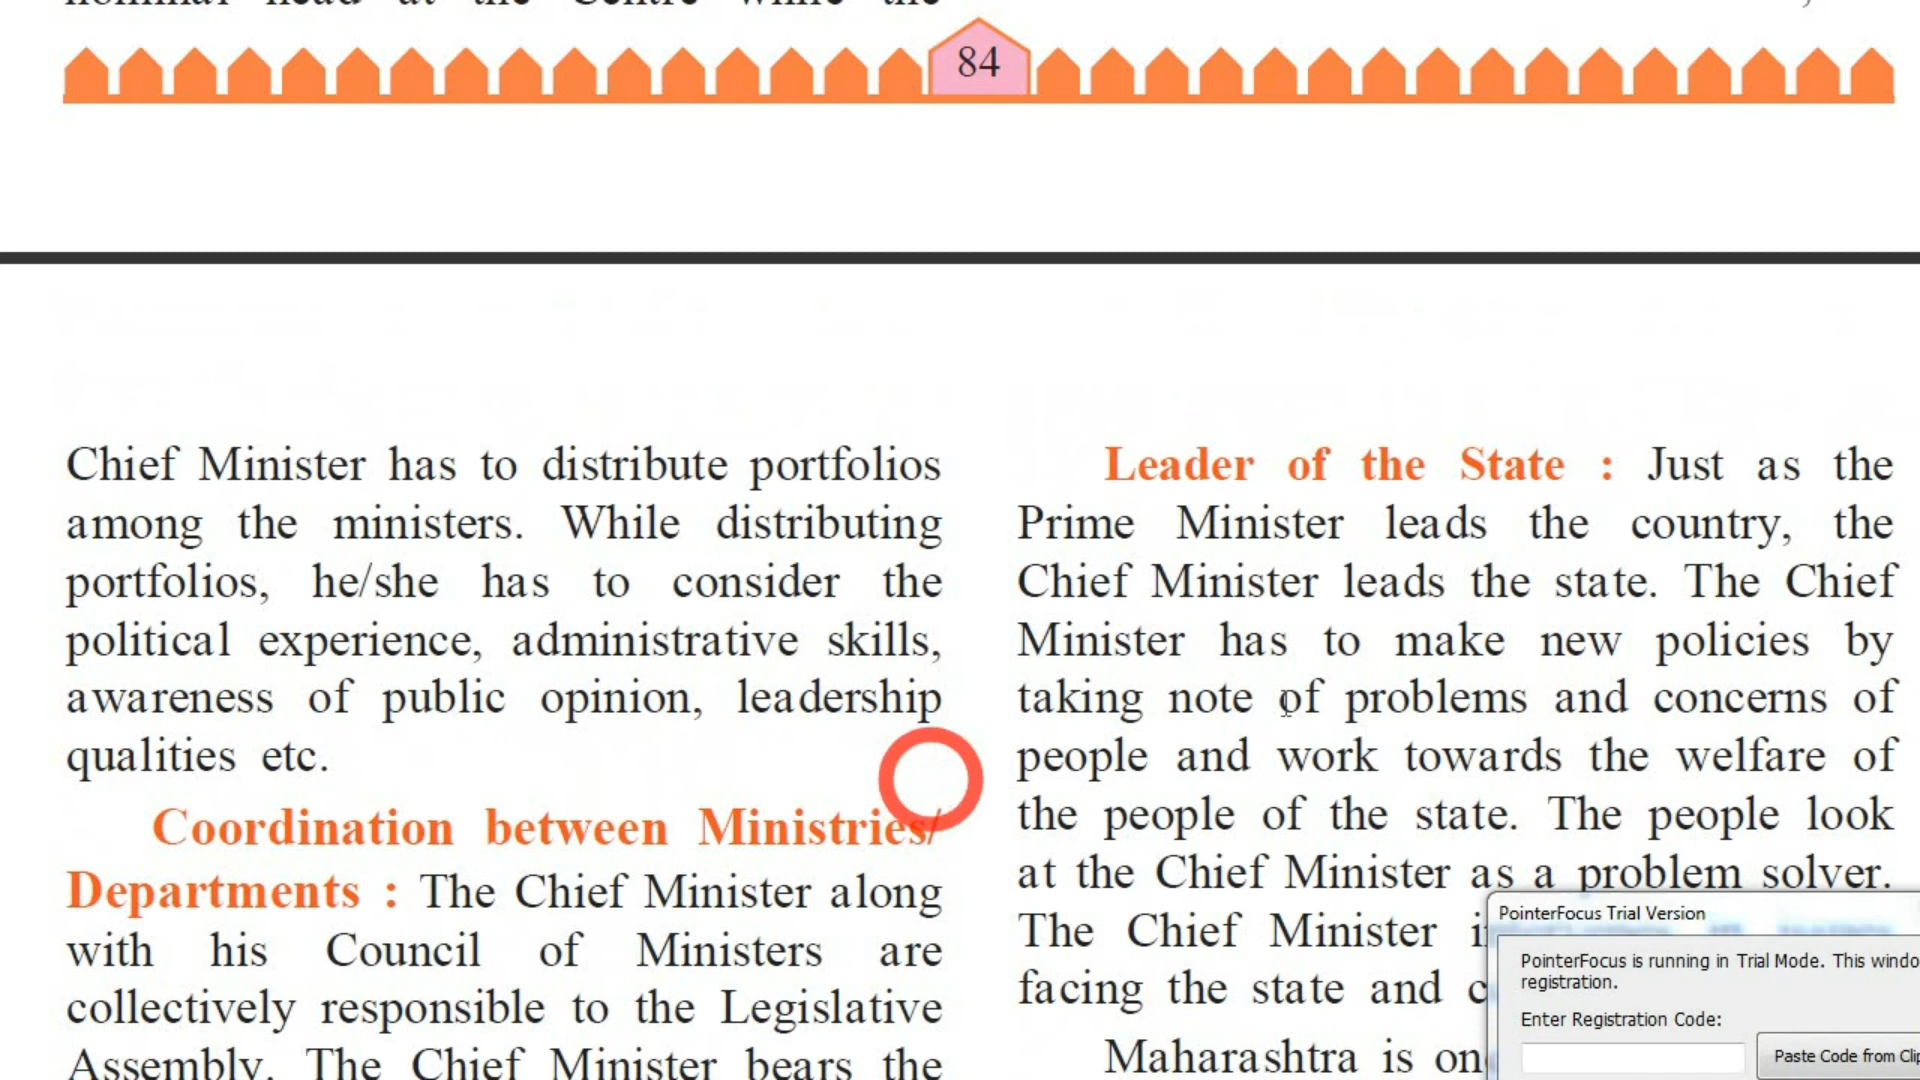 nominal head at the Centre while the
84
Chief Minister has to distribute portfolios
among the ministers. While distributing
portfolios, he/she has to consider the
political experience, administrative skills,
awareness of public opinion, leadership
qualities etc.
Coordination between Ministries/
Departments : The Chief Minister along
with his Council of Ministers are
collectively responsible to the Legislative
Assembly. The Chief Minister bears the
Leader of the State : Just as the
Prime Minister leads the country, the
Chief Minister leads the state. The Chief
Minister has to make new policies by
taking note of problems and concerns of
people and work towards the welfare of
the people of the state. The people look
at the Chief Minister as a problem solver.
The Chief Minister
facing the state and
Maharashtra is
PointerFocus Trial Version
PointerFocus is running in Trial Mode. This
registration.
Enter Registration Code:
Paste Code from